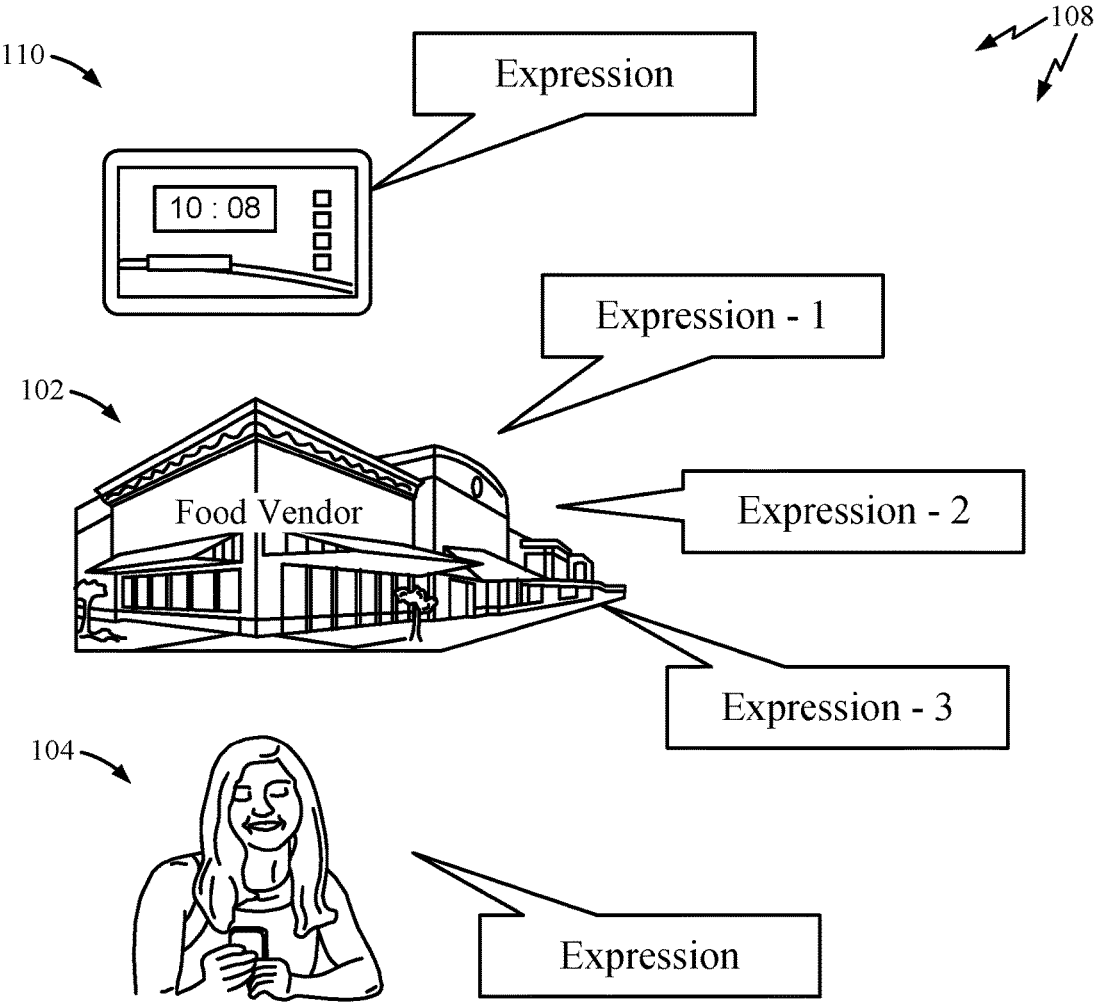 108
110
Expression
10 : 08
Expression - 1
102
Food Vendor
Expression - 2
Expression - 3
104
Expression